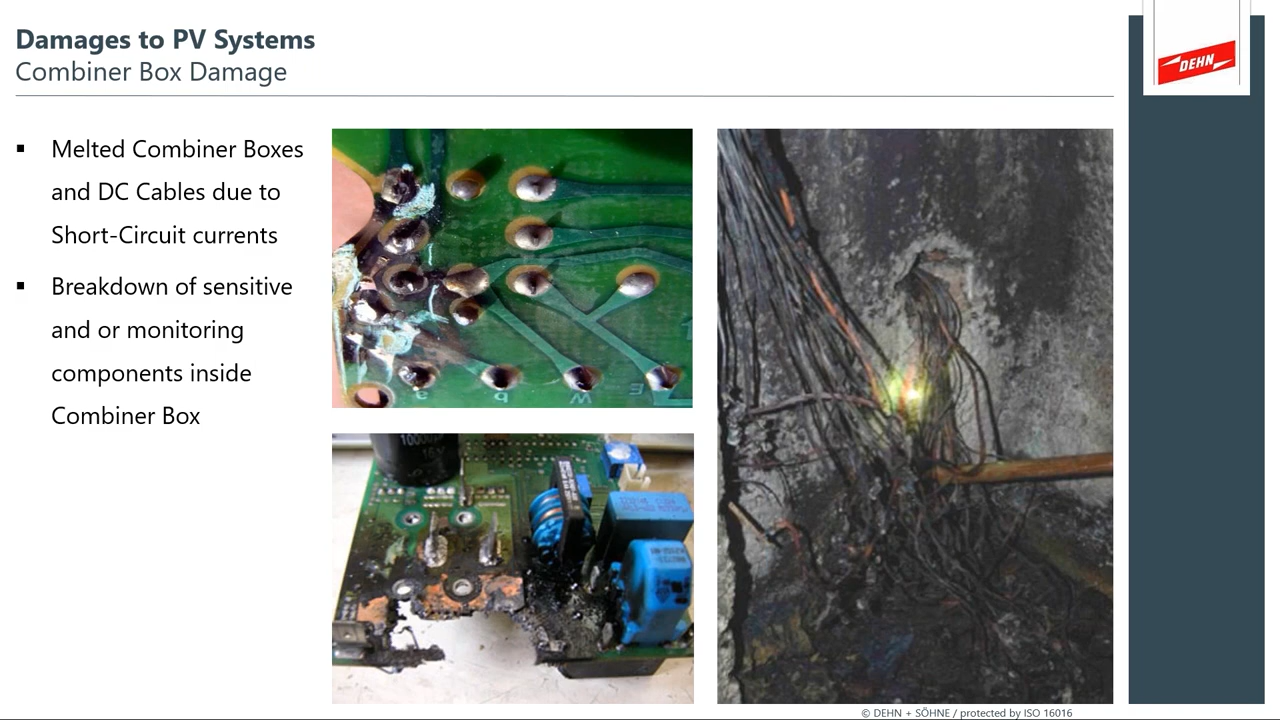 Damages to PV Systems
Combiner Box Damage
DEHN
▪ Melted Combiner Boxes
and DC Cables due to
Short-Circuit currents
▪ Breakdown of sensitive
and or monitoring
components inside
Combiner Box
a b W E
© DEHN + SÖHNE / protected by ISO 16016